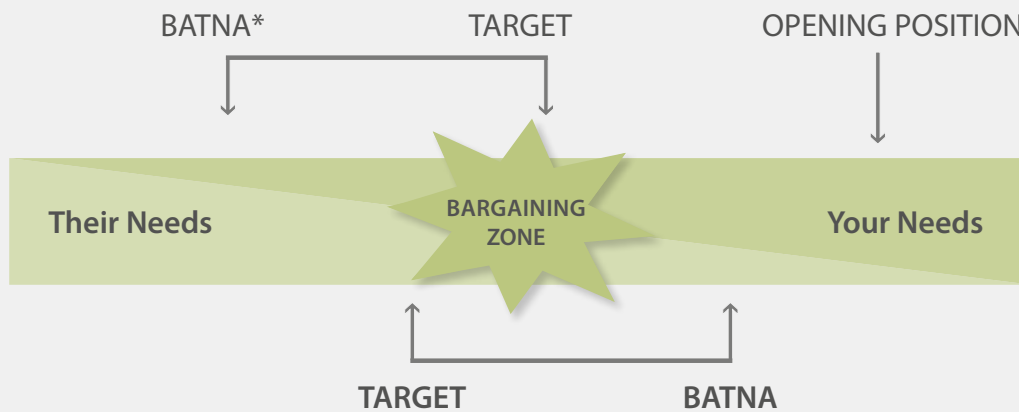 BATNA*
TARGET
OPENING POSITION
Their Needs
BARGAINING
ZONE
Your Needs
TARGET
BATNA